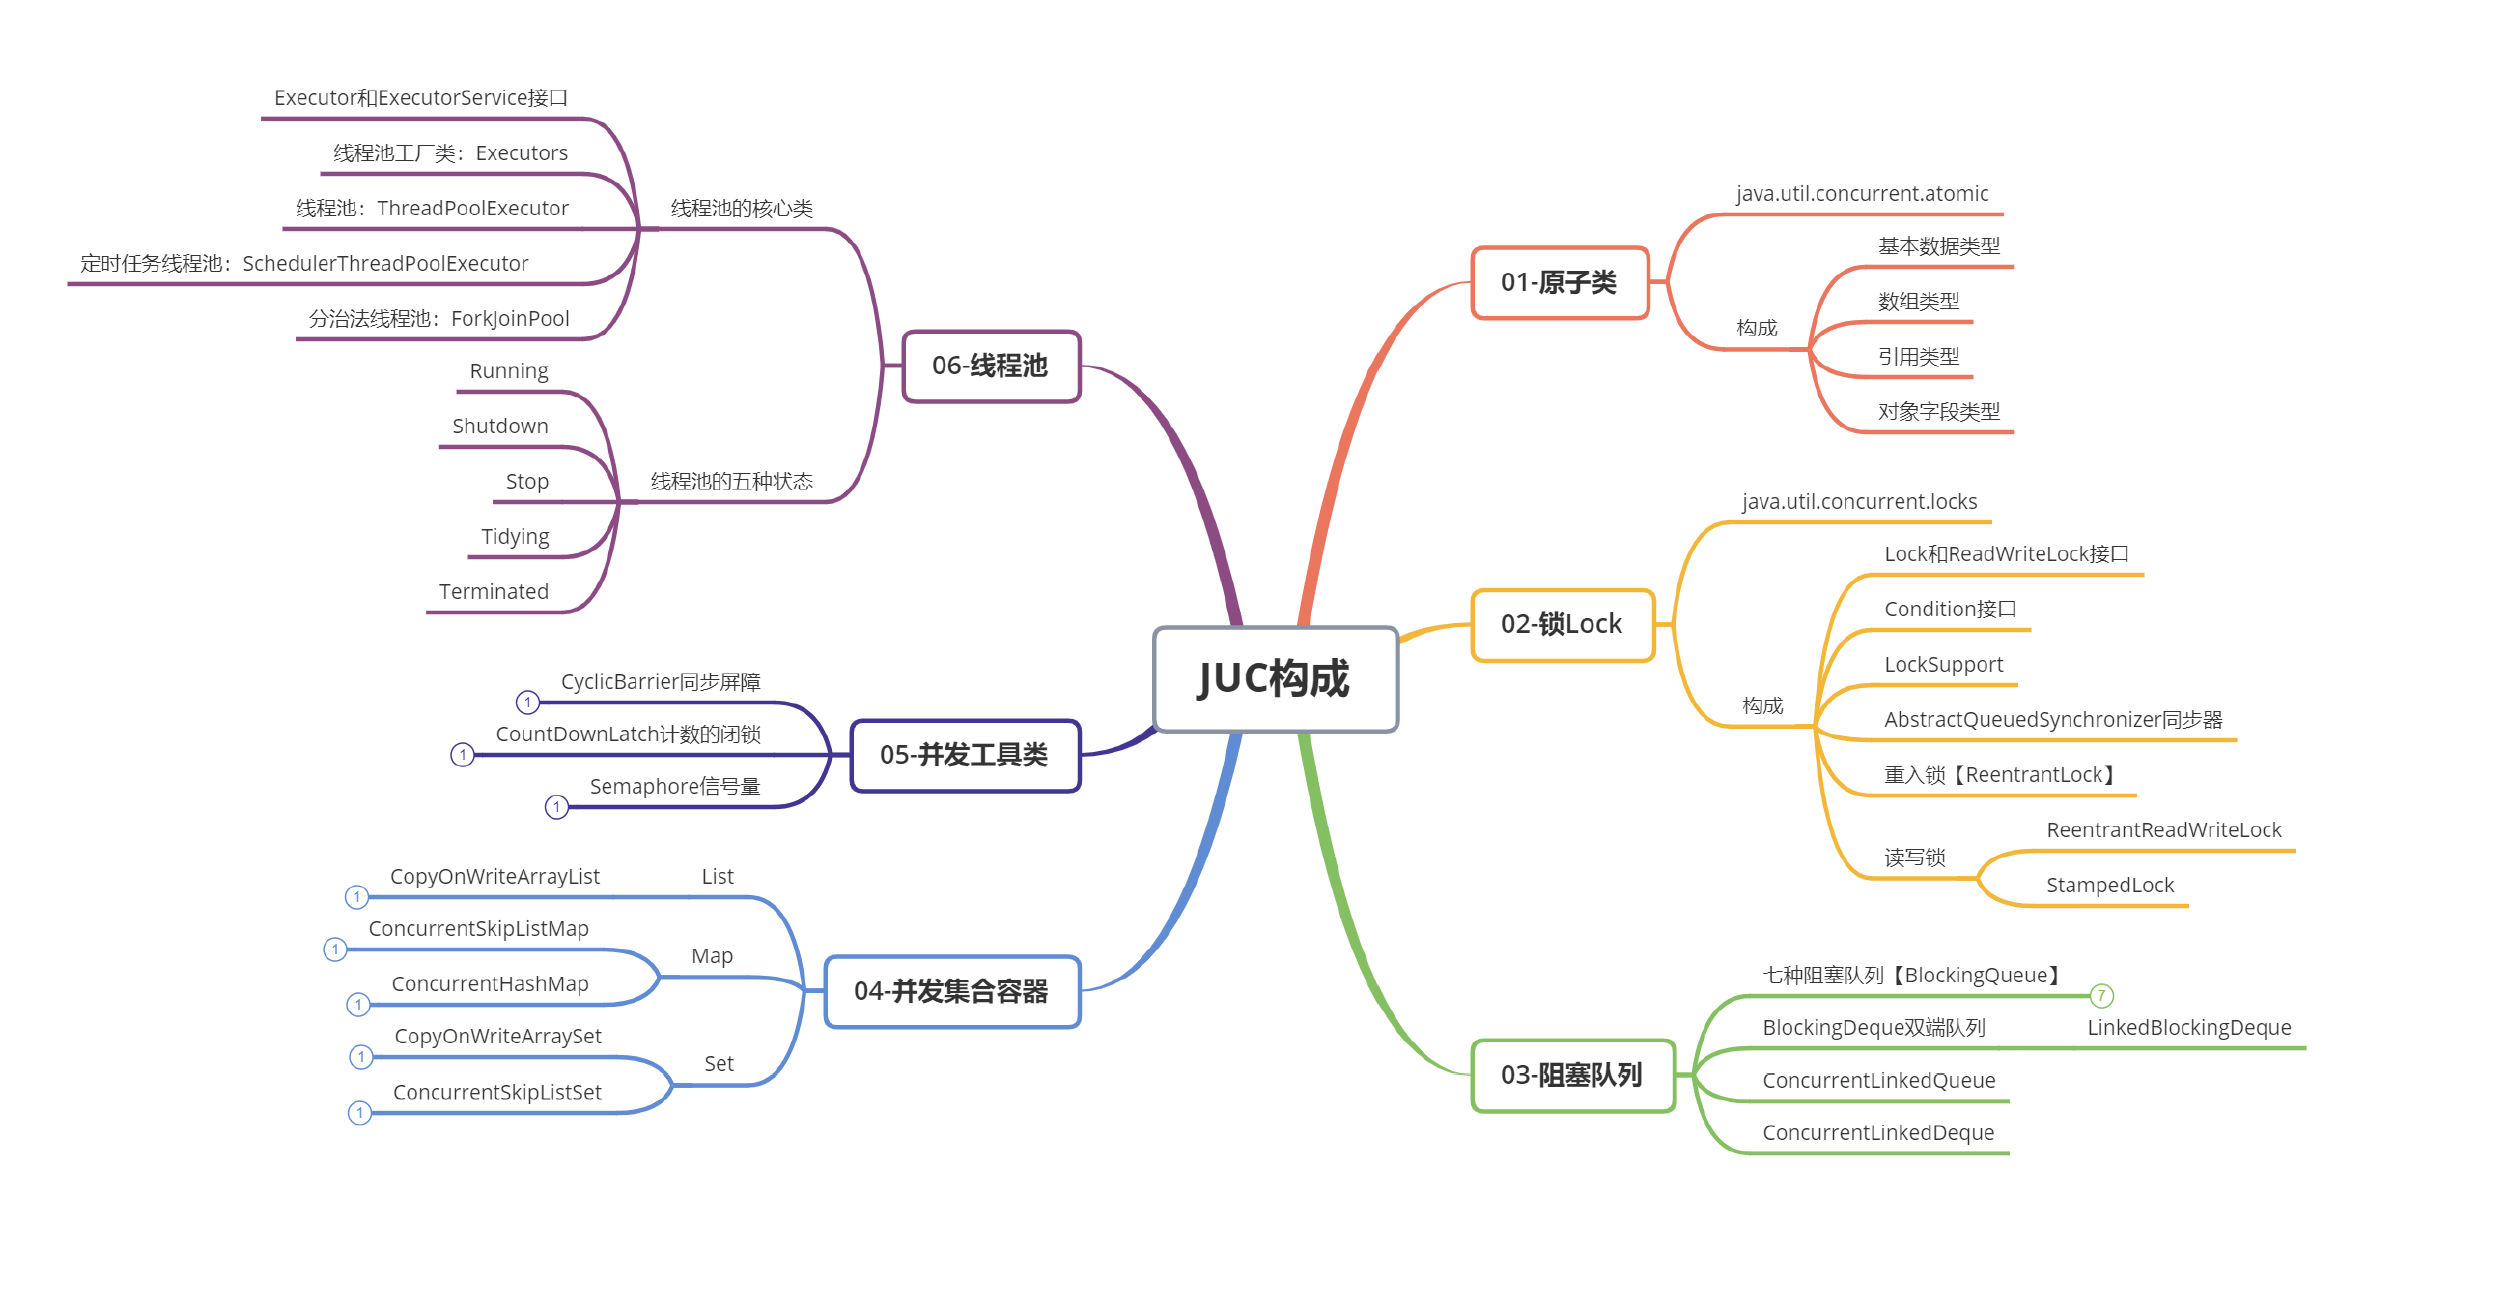 JUC构成
01-原子类
java.util.concurrent.atomic
构成
基本数据类型
数组类型
引用类型
对象字段类型
02-锁Lock
java.util.concurrent.locks
构成
Lock和ReadWriteLock接口
Condition接口
LockSupport
AbstractQueuedSynchronizer同步器
重入锁【ReentrantLock】
读写锁
ReentrantReadWriteLock
StampedLock
03-阻塞队列
七种阻塞队列【BlockingQueue】
7
BlockingDeque双端队列
LinkedBlockingDeque
ConcurrentLinkedQueue
ConcurrentLinkedDeque
04-并发集合容器
List
CopyOnWriteArrayList
1
Map
ConcurrentSkipListMap
1
ConcurrentHashMap
1
Set
CopyOnWriteArraySet
1
ConcurrentSkipListSet
1
05-并发工具类
CyclicBarrier同步屏障
1
CountDownLatch计数的闭锁
1
Semaphore信号量
1
06-线程池
线程池的核心类
Executor和ExecutorService接口
线程池工厂类：Executors
线程池：ThreadPoolExecutor
定时任务线程池：SchedulerThreadPoolExecutor
分治法线程池：ForkJoinPool
线程池的五种状态
Running
Shutdown
Stop
Tidying
Terminated